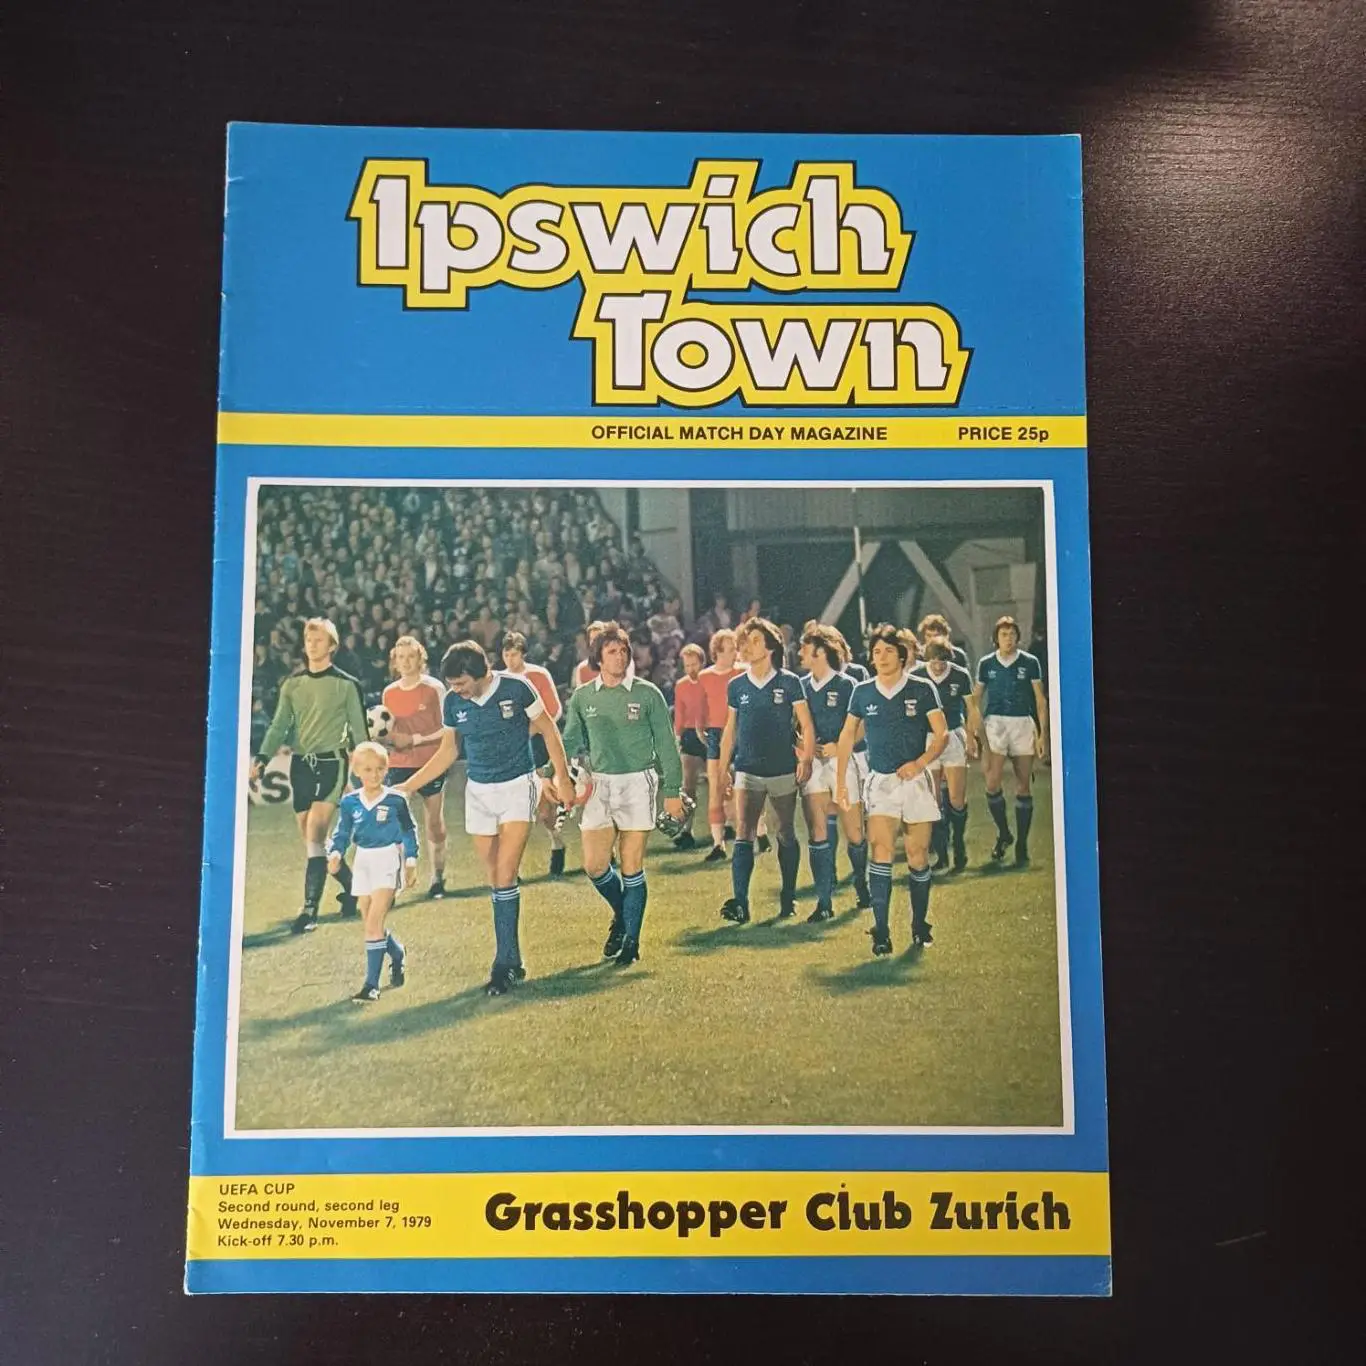 Ipswich
Town
OFFICIAL MATCH DAY MAGAZINE PRICE 25p
UEFA CUP
Second round, second leg
Wednesday, November 7, 1979
Kick-off 7.30 p.m.
Grasshopper Club Zurich